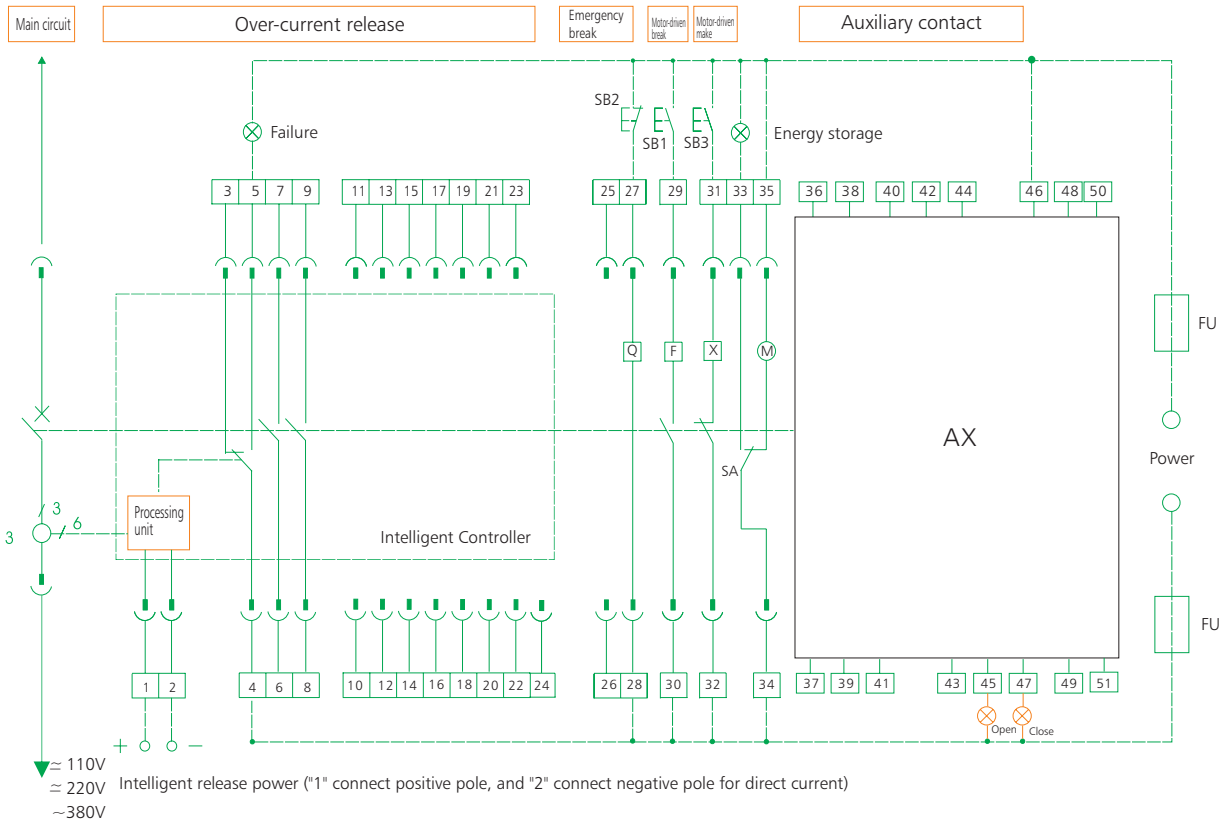 Main circuit
Over-current release
Emergency
break
Motor-driven
break
Motor-driven
make
Auxiliary contact
SB2
SB1
SB3
Failure
Energy storage
3 5 7 9
11 13 15 17 19 21 23
25 27
29
31 33 35
36 38 40 42 44 46 48 50
FU
Q F X M
AX
Power
SA
3
6
3
Processing
unit
Intelligent Controller
FU
1 2
4 6 8
10 12 14 16 18 20 22 24
26 28
30
32
34
37 39 41 43 45 47 49 51
Open
Close
+ −
≃ 110V
≃ 220V
~380V
Intelligent release power ("1" connect positive pole, and "2" connect negative pole for direct current)